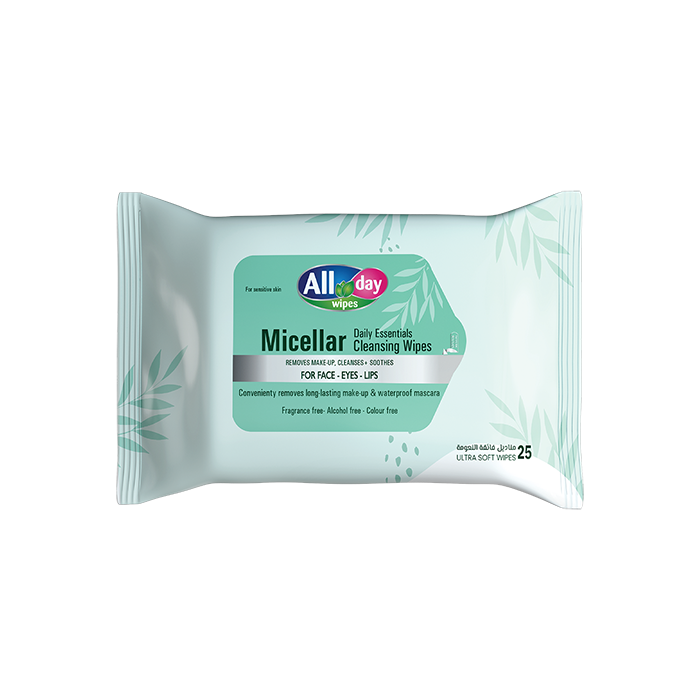 For sensitive skin
All day
wipes
Micellar Daily Essentials
Cleansing Wipes
REMOVES MAKE-UP, CLEANSES+ SOOTHES
FOR FACE - EYES - LIPS
Convenienty removes long-lasting make-up & waterproof mascara
Fragrance free· Alcohol free · Colour free
مناديل فائقة النعومة
ULTRA SOFT WIPES 25